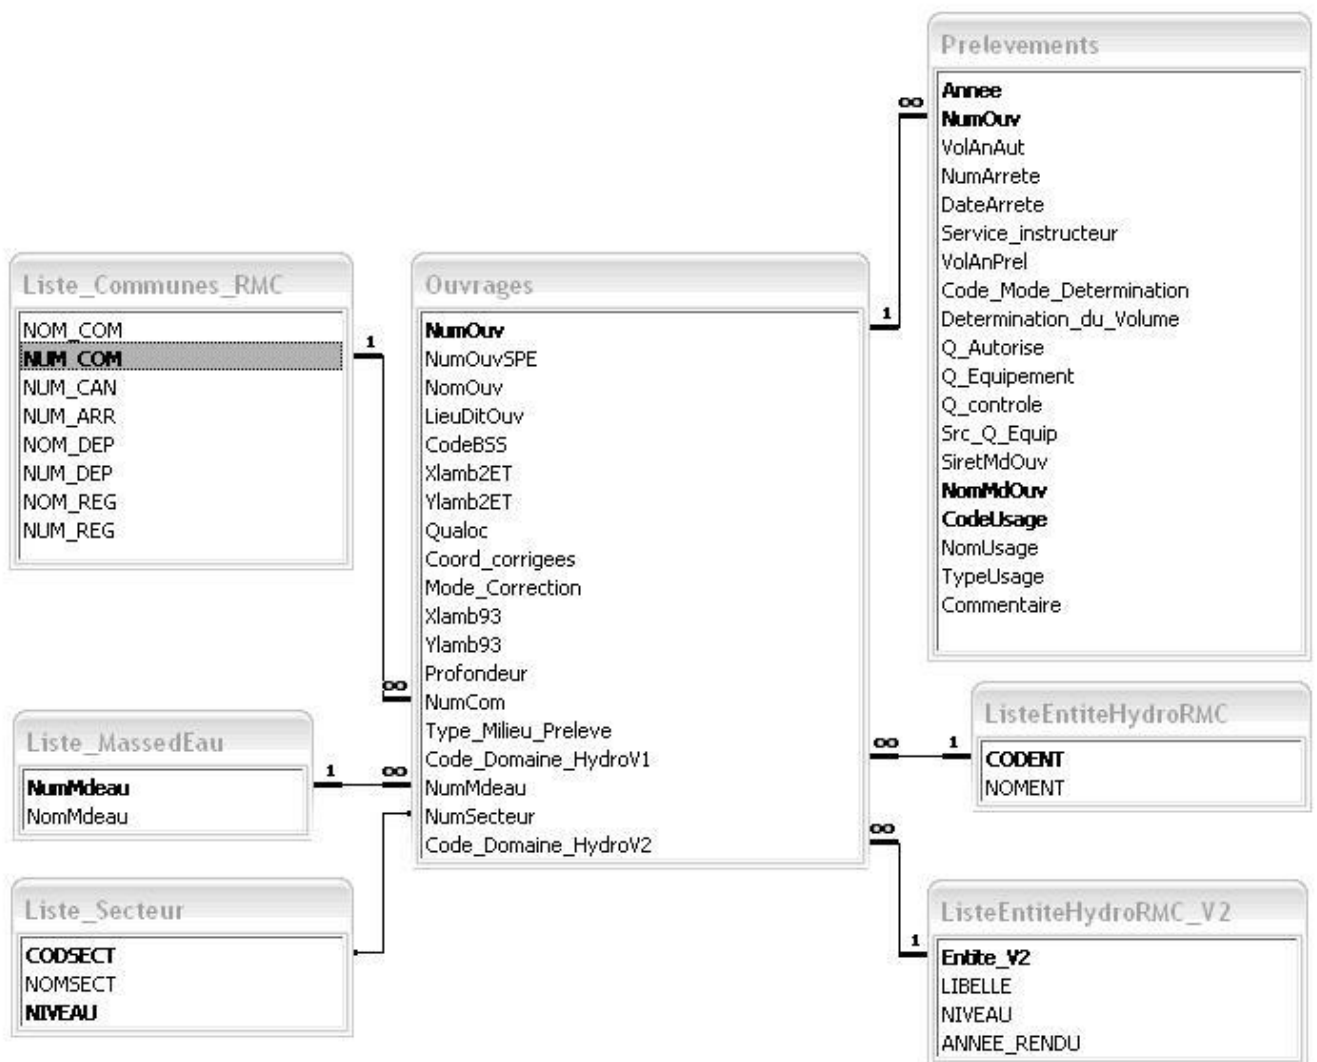 Prelevements
Annee
NumOuv
VolAnAut
NumArrete
DateArrete
Service_instructeur
VolAnPrel
Code_Mode_Determination
Determination_du_Volume
Q_Autorise
Q_Equipement
Q_controle
Src_Q_Equip
SiretMdOuv
NomMdOuv
CodeUsage
NomUsage
TypeUsage
Commentaire
∞
1
Liste_Communes_RMC
NOM_COM
NUM_COM
NUM_CAN
NUM_ARR
NOM_DEP
NUM_DEP
NOM_REG
NUM_REG
1
∞
Ouvrages
NumOuv
NumOuvSPE
NomOuv
LieuDitOuv
CodeBSS
Xlamb2ET
Ylamb2ET
Qualoc
Coord_corrigees
Mode_Correction
Xlamb93
Ylamb93
Profondeur
NumCom
Type_Milieu_Preleve
Code_Domaine_HydroV1
NumMdeau
NumSecteur
Code_Domaine_HydroV2
Liste_MassedEau
NumMdeau
NomMdeau
1
∞
ListeEntiteHydroRMC
CODENT
NOMENT
∞
1
Liste_Secteur
CODSECT
NOMSECT
NIVEAU
ListeEntiteHydroRMC_V2
Entite_V2
LIBELLE
NIVEAU
ANNEE_RENDU
∞
1